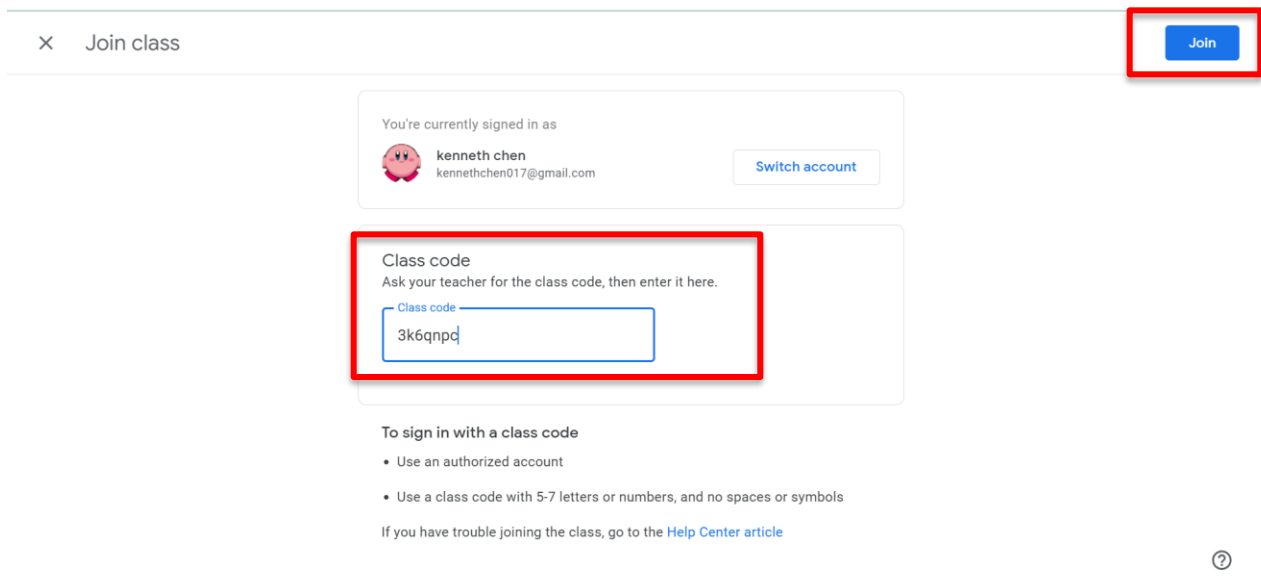 Join class
Join
You're currently signed in as
kenneth chen
kennethchen017@gmail.com
Switch account
Class code
Ask your teacher for the class code, then enter it here.
Class code
3k6qnpc
To sign in with a class code
• Use an authorized account
• Use a class code with 5-7 letters or numbers, and no spaces or symbols
If you have trouble joining the class, go to the Help Center article